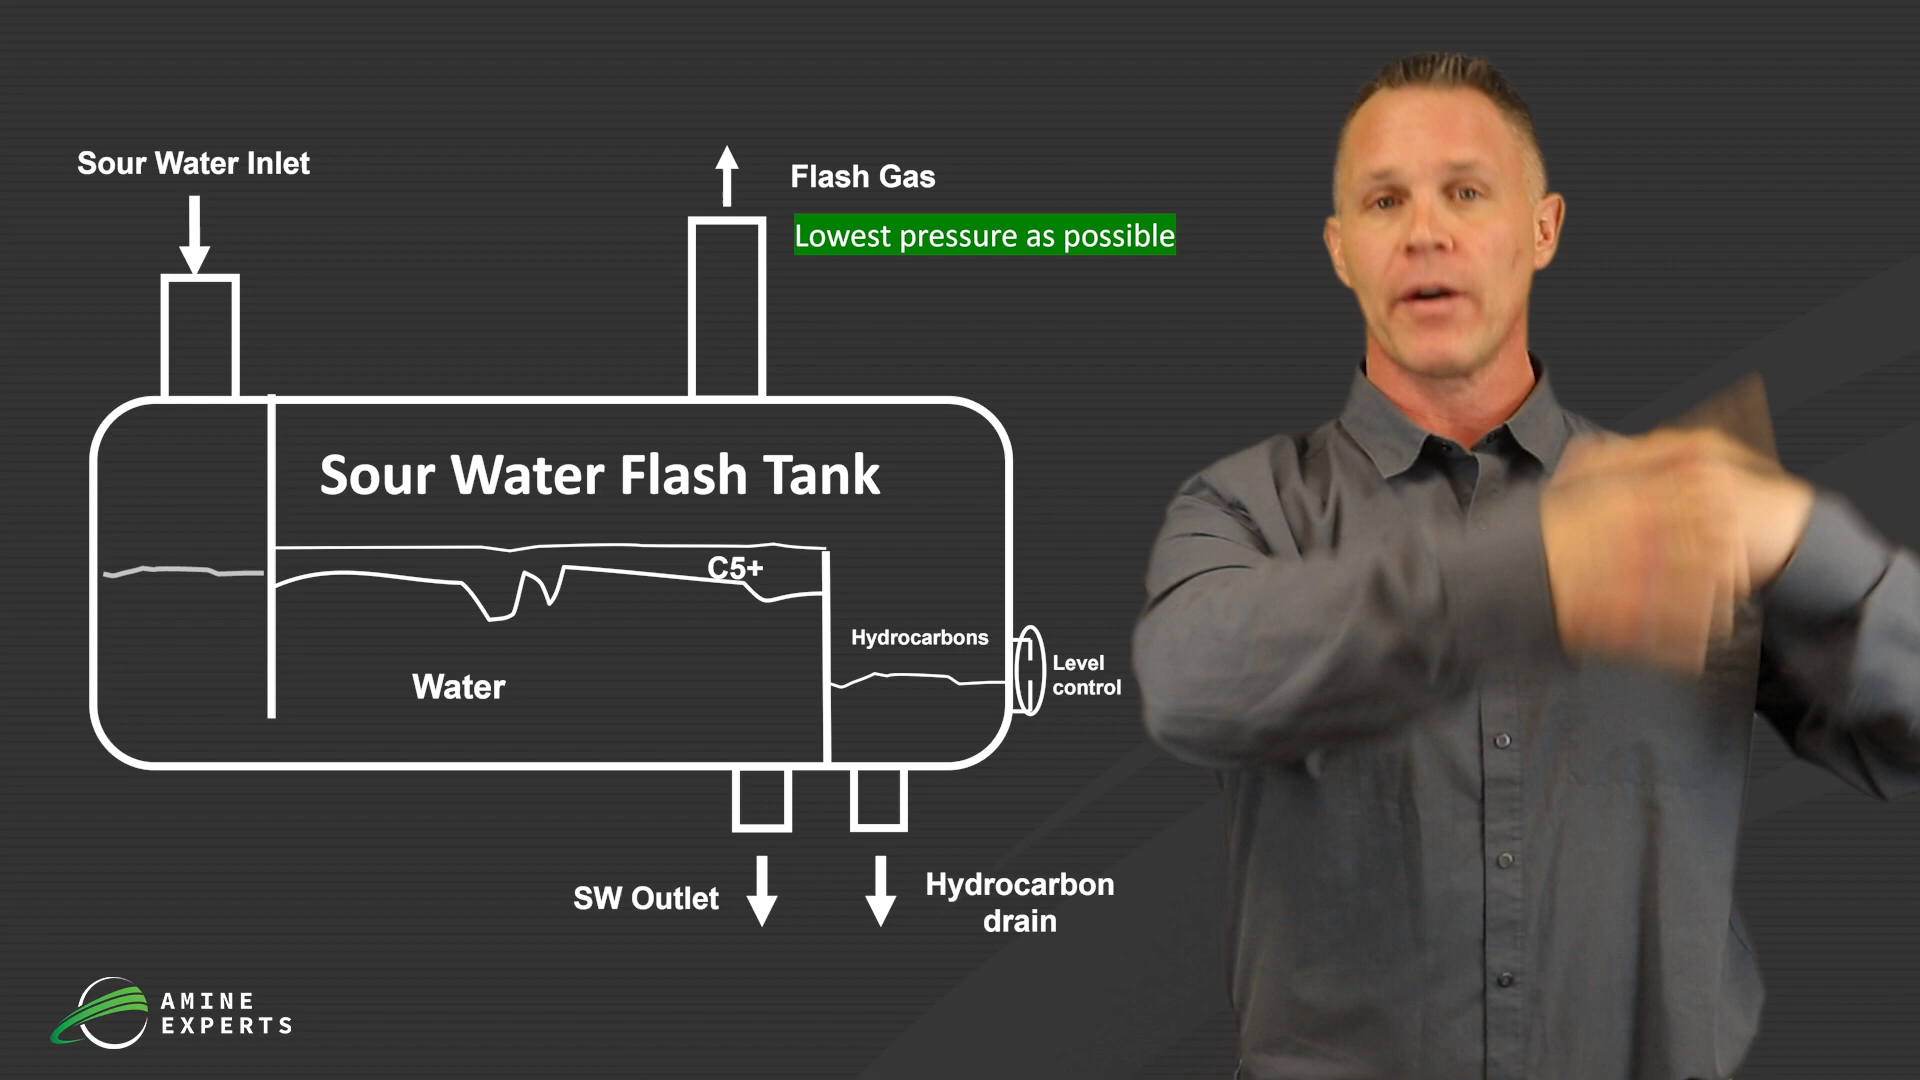 Sour Water Inlet
Flash Gas
Lowest pressure as possible
Sour Water Flash Tank
C5+
Hydrocarbons
Level
control
Water
SW Outlet
Hydrocarbon
drain
AMINE
EXPERTS